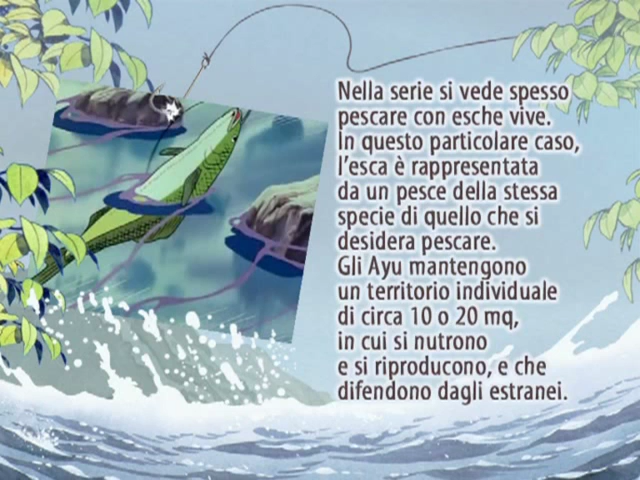 Nella serie si vede spesso
pescare con esche vive.
In questo particolare caso,
l'esca è rappresentata
da un pesce della stessa
specie di quello che si
desidera pescare.
Gli Ayu mantengono
un territorio individuale
di circa 10 o 20 mq,
in cui si nutrono
e si riproducono, e che
difendono dagli estranei.